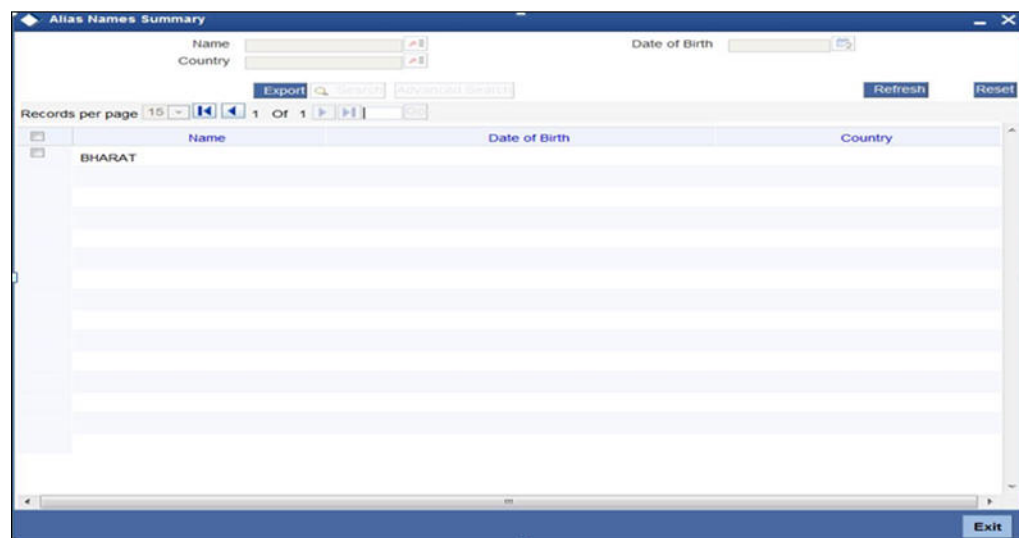 Alias Names Summary
Name Date of Birth
Country
Export Search Advanced Search Refresh Reset
Records per page 15 1 Of 1 Go
Name Date of Birth Country
BHARAT
Exit